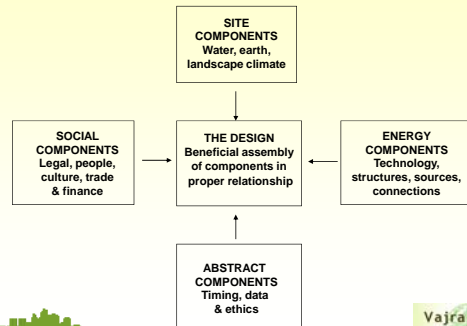 SITE
COMPONENTS
Water, earth,
landscape climate
SOCIAL
COMPONENTS
Legal, people,
culture, trade
& finance
THE DESIGN
Beneficial assembly
of components in
proper relationship
ENERGY
COMPONENTS
Technology,
structures, sources,
connections
ABSTRACT
COMPONENTS
Timing, data
& ethics
Vajra